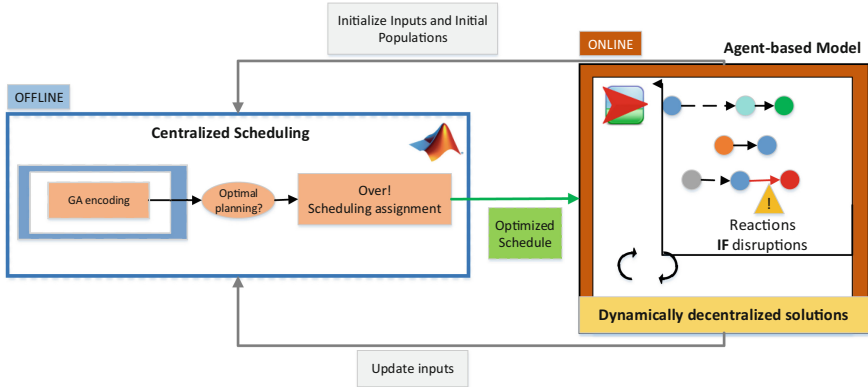 Initialize Inputs and Initial
Populations
ONLINE
Agent-based Model
OFFLINE
Centralized Scheduling
GA encoding
Optimal
planning?
Over!
Scheduling assignment
Optimized
Schedule
!
Reactions
IF disruptions
Dynamically decentralized solutions
Update inputs